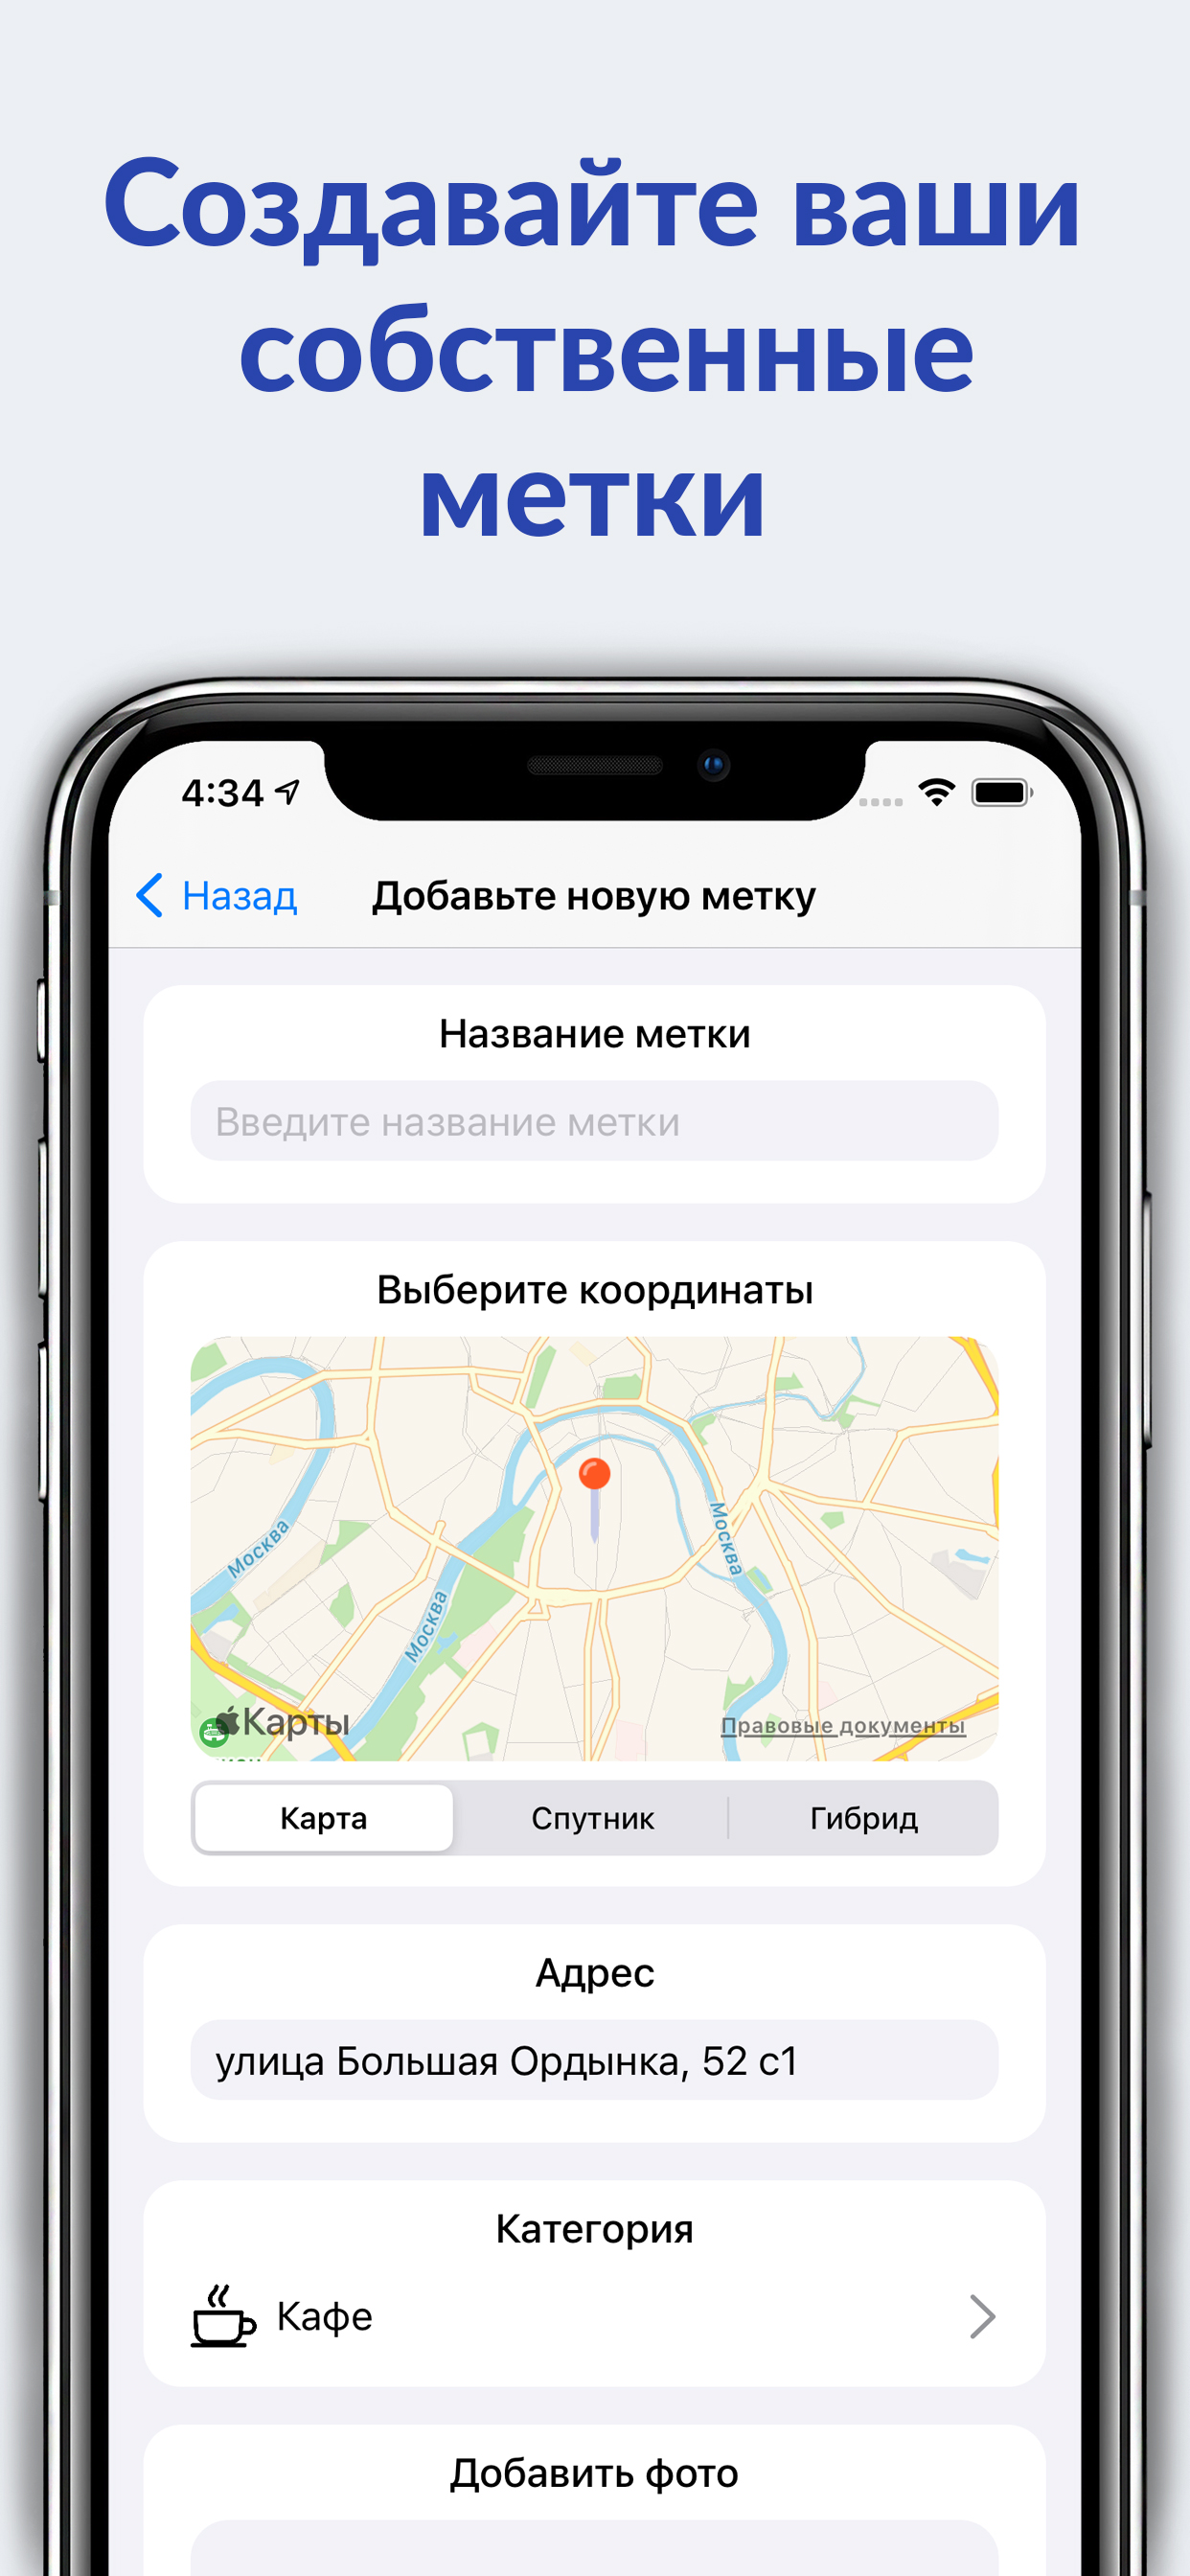 Создавайте ваши
собственные
метки
4:34
Назад
Добавьте новую метку
Название метки
Введите название метки
Выберите координаты
Москва
Москва
Москва
Карты
Правовые документы
Карта
Спутник
Гибрид
Адрес
улица Большая Ордынка, 52 с1
Категория
Кафе
Добавить фото